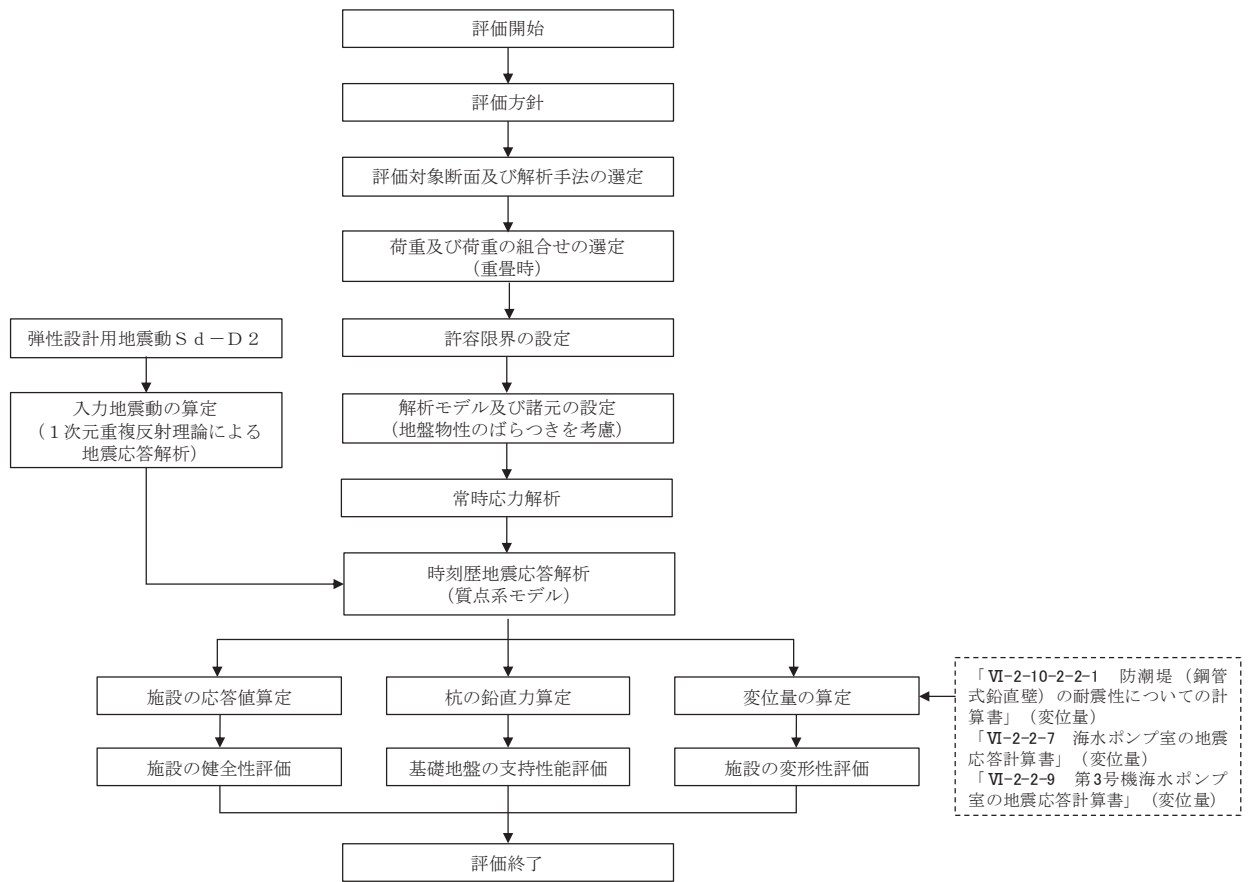 評価開始
評価方針
評価対象断面及び解析手法の選定
荷重及び荷重の組合せの選定
（重畳時）
弾性設計用地震動Ｓｄ－Ｄ２
許容限界の設定
入力地震動の算定
（１次元重複反射理論による
地震応答解析）
解析モデル及び諸元の設定
（地盤物性のばらつきを考慮）
常時応力解析
時刻歴地震応答解析
（質点系モデル）
施設の応答値算定
杭の鉛直力算定
変位量の算定
「Ⅵ-2-10-2-2-1　防潮堤（鋼管
式鉛直壁）の耐震性についての計
算書」（変位量）
「Ⅵ-2-2-7　海水ポンプ室の地震
応答計算書」（変位量）
「Ⅵ-2-2-9　第3号機海水ポンプ
室の地震応答計算書」（変位量）
施設の健全性評価
基礎地盤の支持性能評価
施設の変形性評価
評価終了